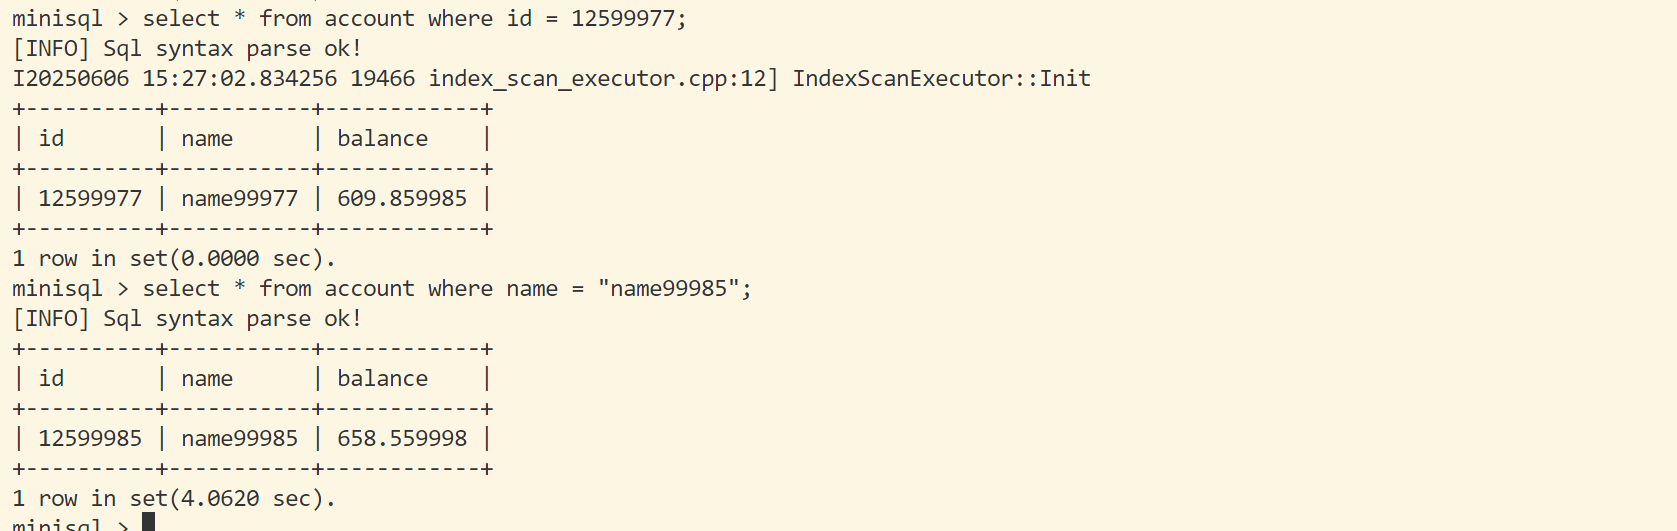 minisql > select * from account where id = 12599977;
[INFO] Sql syntax parse ok!
I20250606 15:27:02.834256 19466 index_scan_executor.cpp:12] IndexScanExecutor::Init
+----------+-----------+------------+
| id       | name      | balance    |
+----------+-----------+------------+
| 12599977 | name99977 | 609.859985 |
+----------+-----------+------------+
1 row in set(0.0000 sec).
minisql > select * from account where name = "name99985";
[INFO] Sql syntax parse ok!
+----------+-----------+------------+
| id       | name      | balance    |
+----------+-----------+------------+
| 12599985 | name99985 | 658.559998 |
+----------+-----------+------------+
1 row in set(4.0620 sec).
minisql >